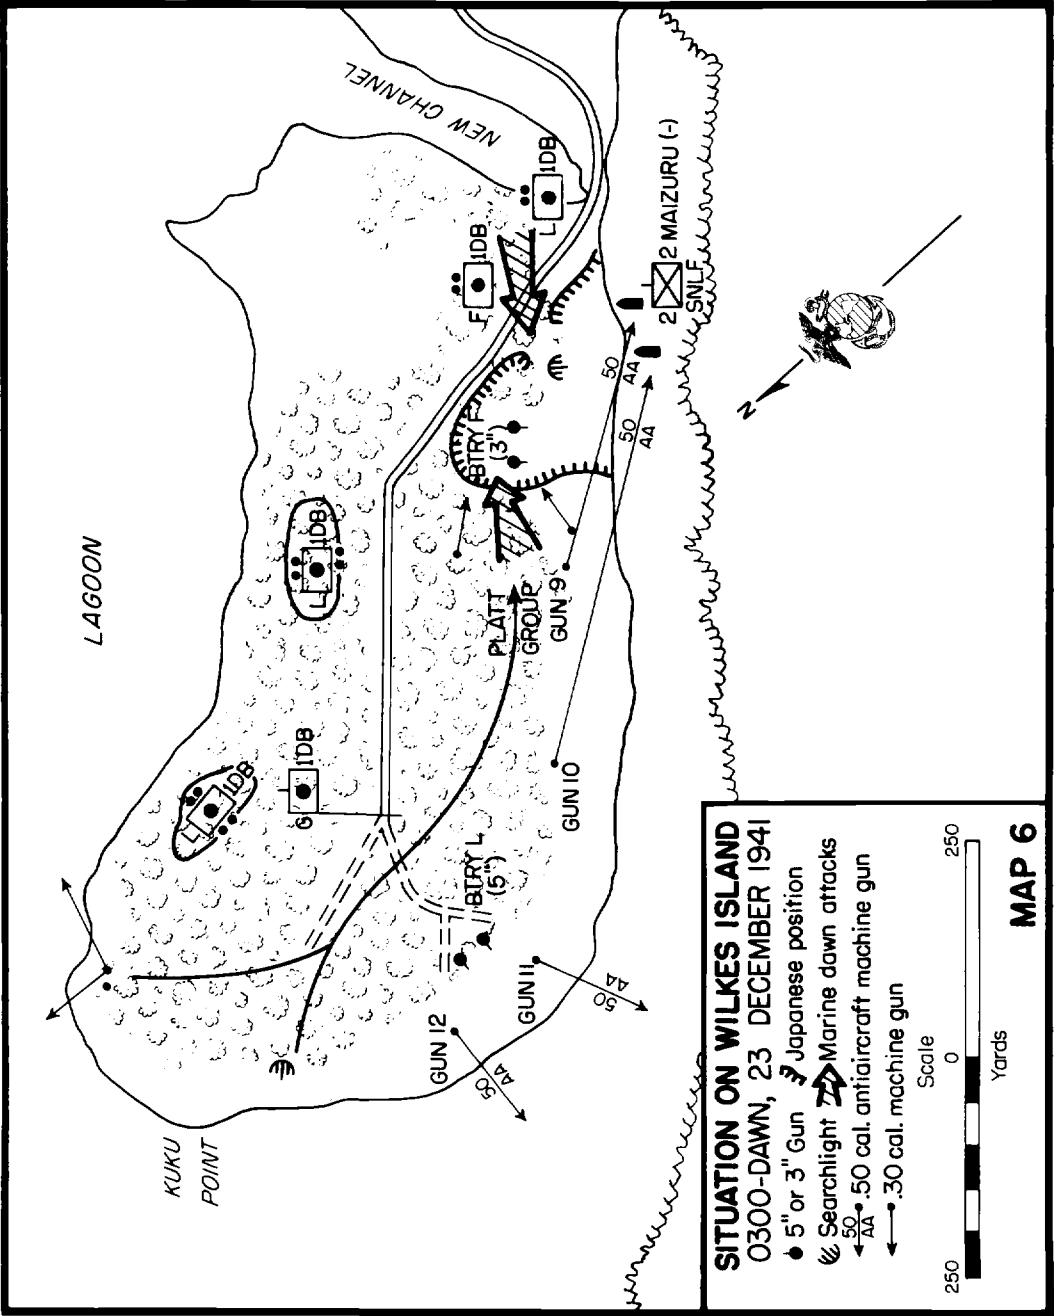 LAGOON
NEW CHANNEL
KUKU
POINT
L 1DB
G 1DB
L 1DB
F 1DB
L 1DB
BTRY F
(3")
PLATT
GROUP
GUN 9
GUN 10
BTRY L
(5")
GUN 11
GUN 12
50
AA
50
AA
50
AA
50
AA
2 2 MAIZURU (-)
SNLF
N
SITUATION ON WILKES ISLAND
0300-DAWN, 23 DECEMBER 1941
5" or 3" Gun Japanese position
Searchlight Marine dawn attacks
50
AA .50 cal. antiaircraft machine gun
.30 cal. machine gun
Scale
250 0 250
Yards
MAP 6